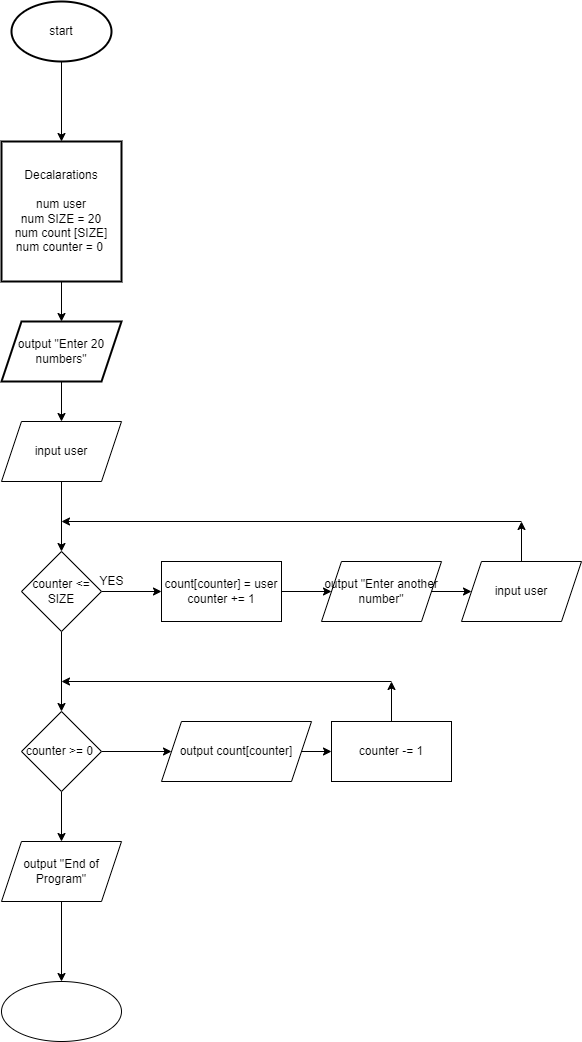 start
Decalarations
num user
num SIZE = 20
num count [SIZE]
num counter = 0
output "Enter 20
numbers"
input user
counter <=
SIZE
YES
count[counter] = user
counter += 1
output "Enter another
number"
input user
counter >= 0
output count[counter]
counter -= 1
output "End of
Program"